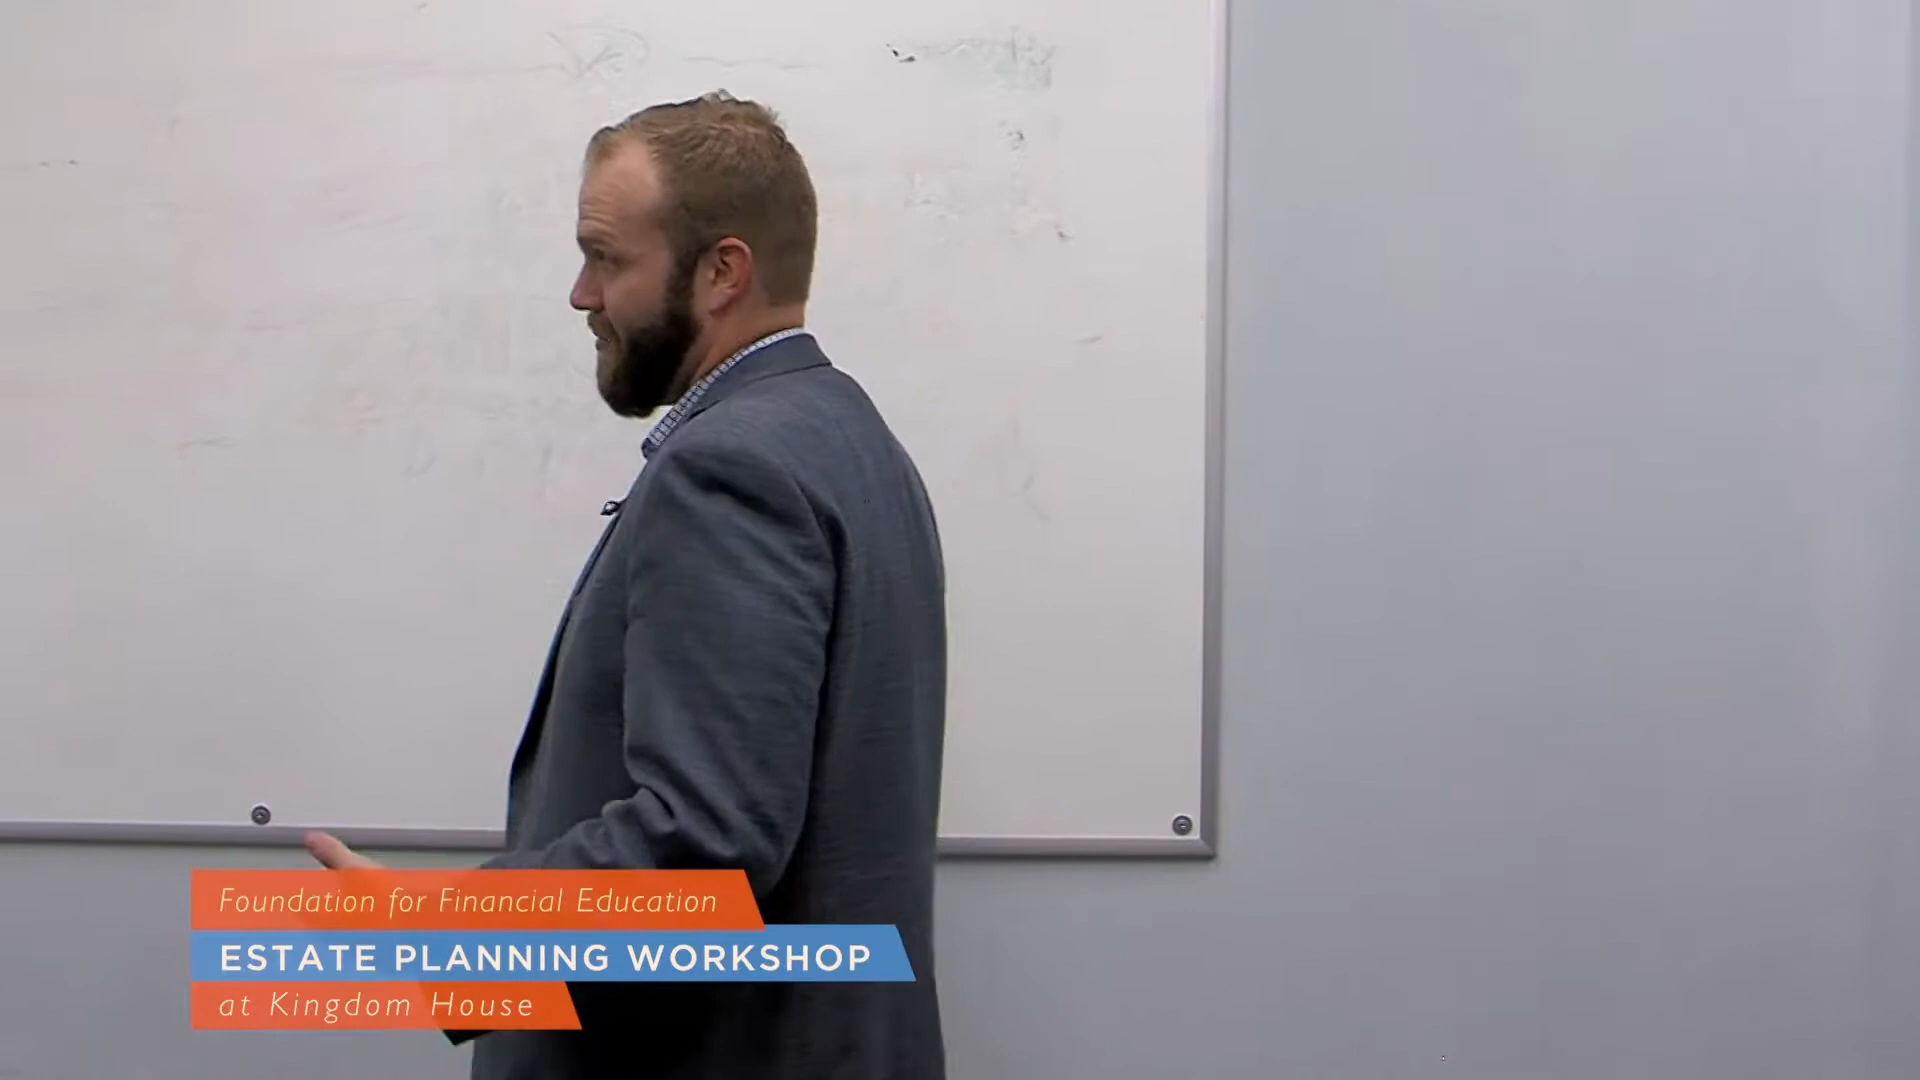 Foundation for Financial Education
ESTATE PLANNING WORKSHOP
at Kingdom House